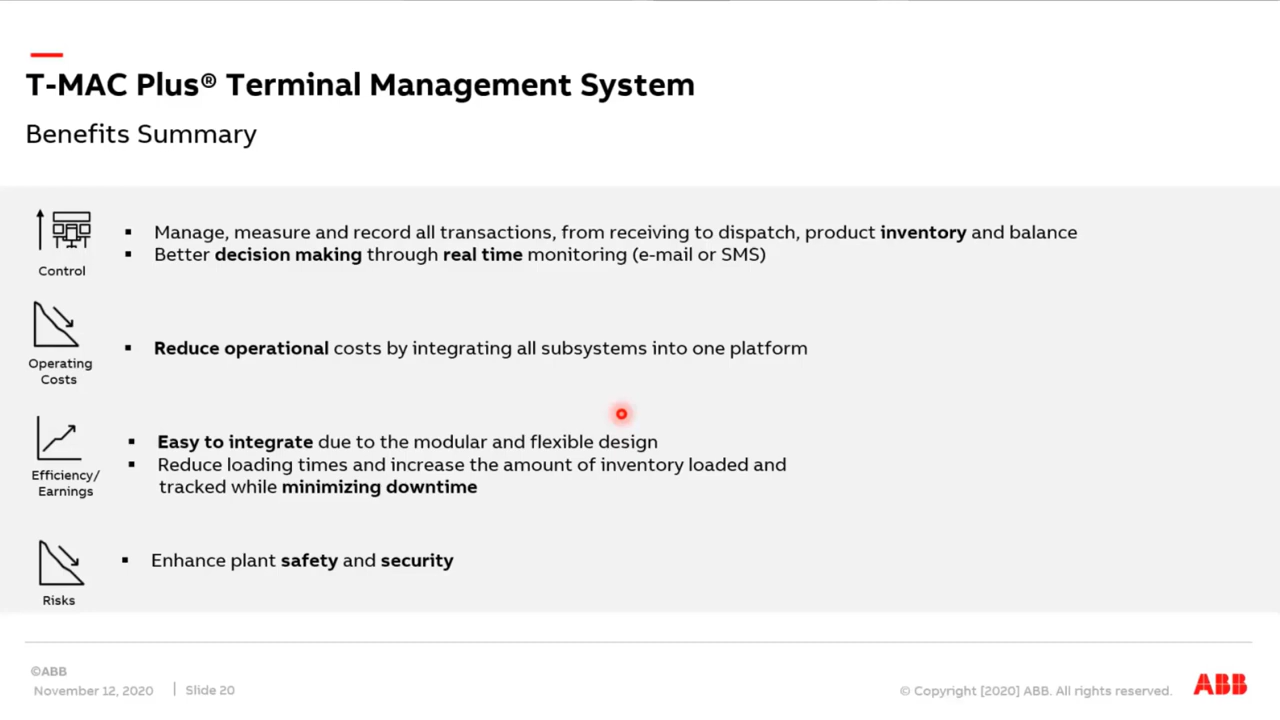 T-MAC Plus® Terminal Management System
Benefits Summary
▪ Manage, measure and record all transactions, from receiving to dispatch, product inventory and balance
▪ Better decision making through real time monitoring (e-mail or SMS)
Control
▪ Reduce operational costs by integrating all subsystems into one platform
Operating
Costs
▪ Easy to integrate due to the modular and flexible design
▪ Reduce loading times and increase the amount of inventory loaded and
tracked while minimizing downtime
Efficiency/
Earnings
▪ Enhance plant safety and security
Risks
©ABB
November 12, 2020 | Slide 20
© Copyright [2020] ABB. All rights reserved.
ABB